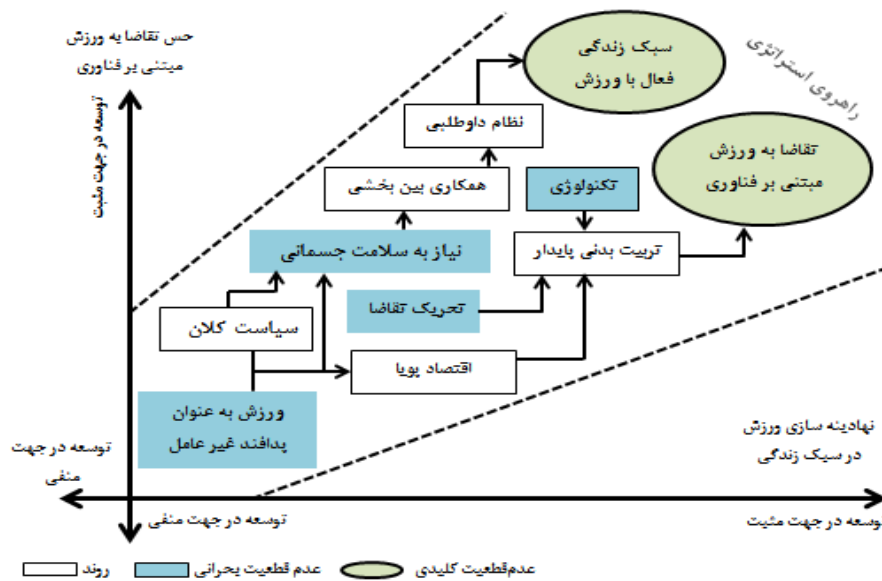 حس تقاضا به ورزش
مبتنی بر فناوری
توسعه در جهت مثبت
سبک زندگی
فعال با ورزش
راهروی استراتژی
نظام داوطلبی
تقاضا به ورزش
مبتنی بر فناوری
همکاری بین بخشی
تکنولوژی
نیاز به سلامت جسمانی
تربیت بدنی پایدار
تحریک تقاضا
سیاست کلان
اقتصاد پویا
ورزش به عنوان
پدافند غیر عامل
نهادینه سازی ورزش
در سبک زندگی
توسعه در جهت
منفی
توسعه در جهت منفی
توسعه در جهت مثبت
روند
عدم قطعیت بحرانی
عدم‌قطعیت کلیدی